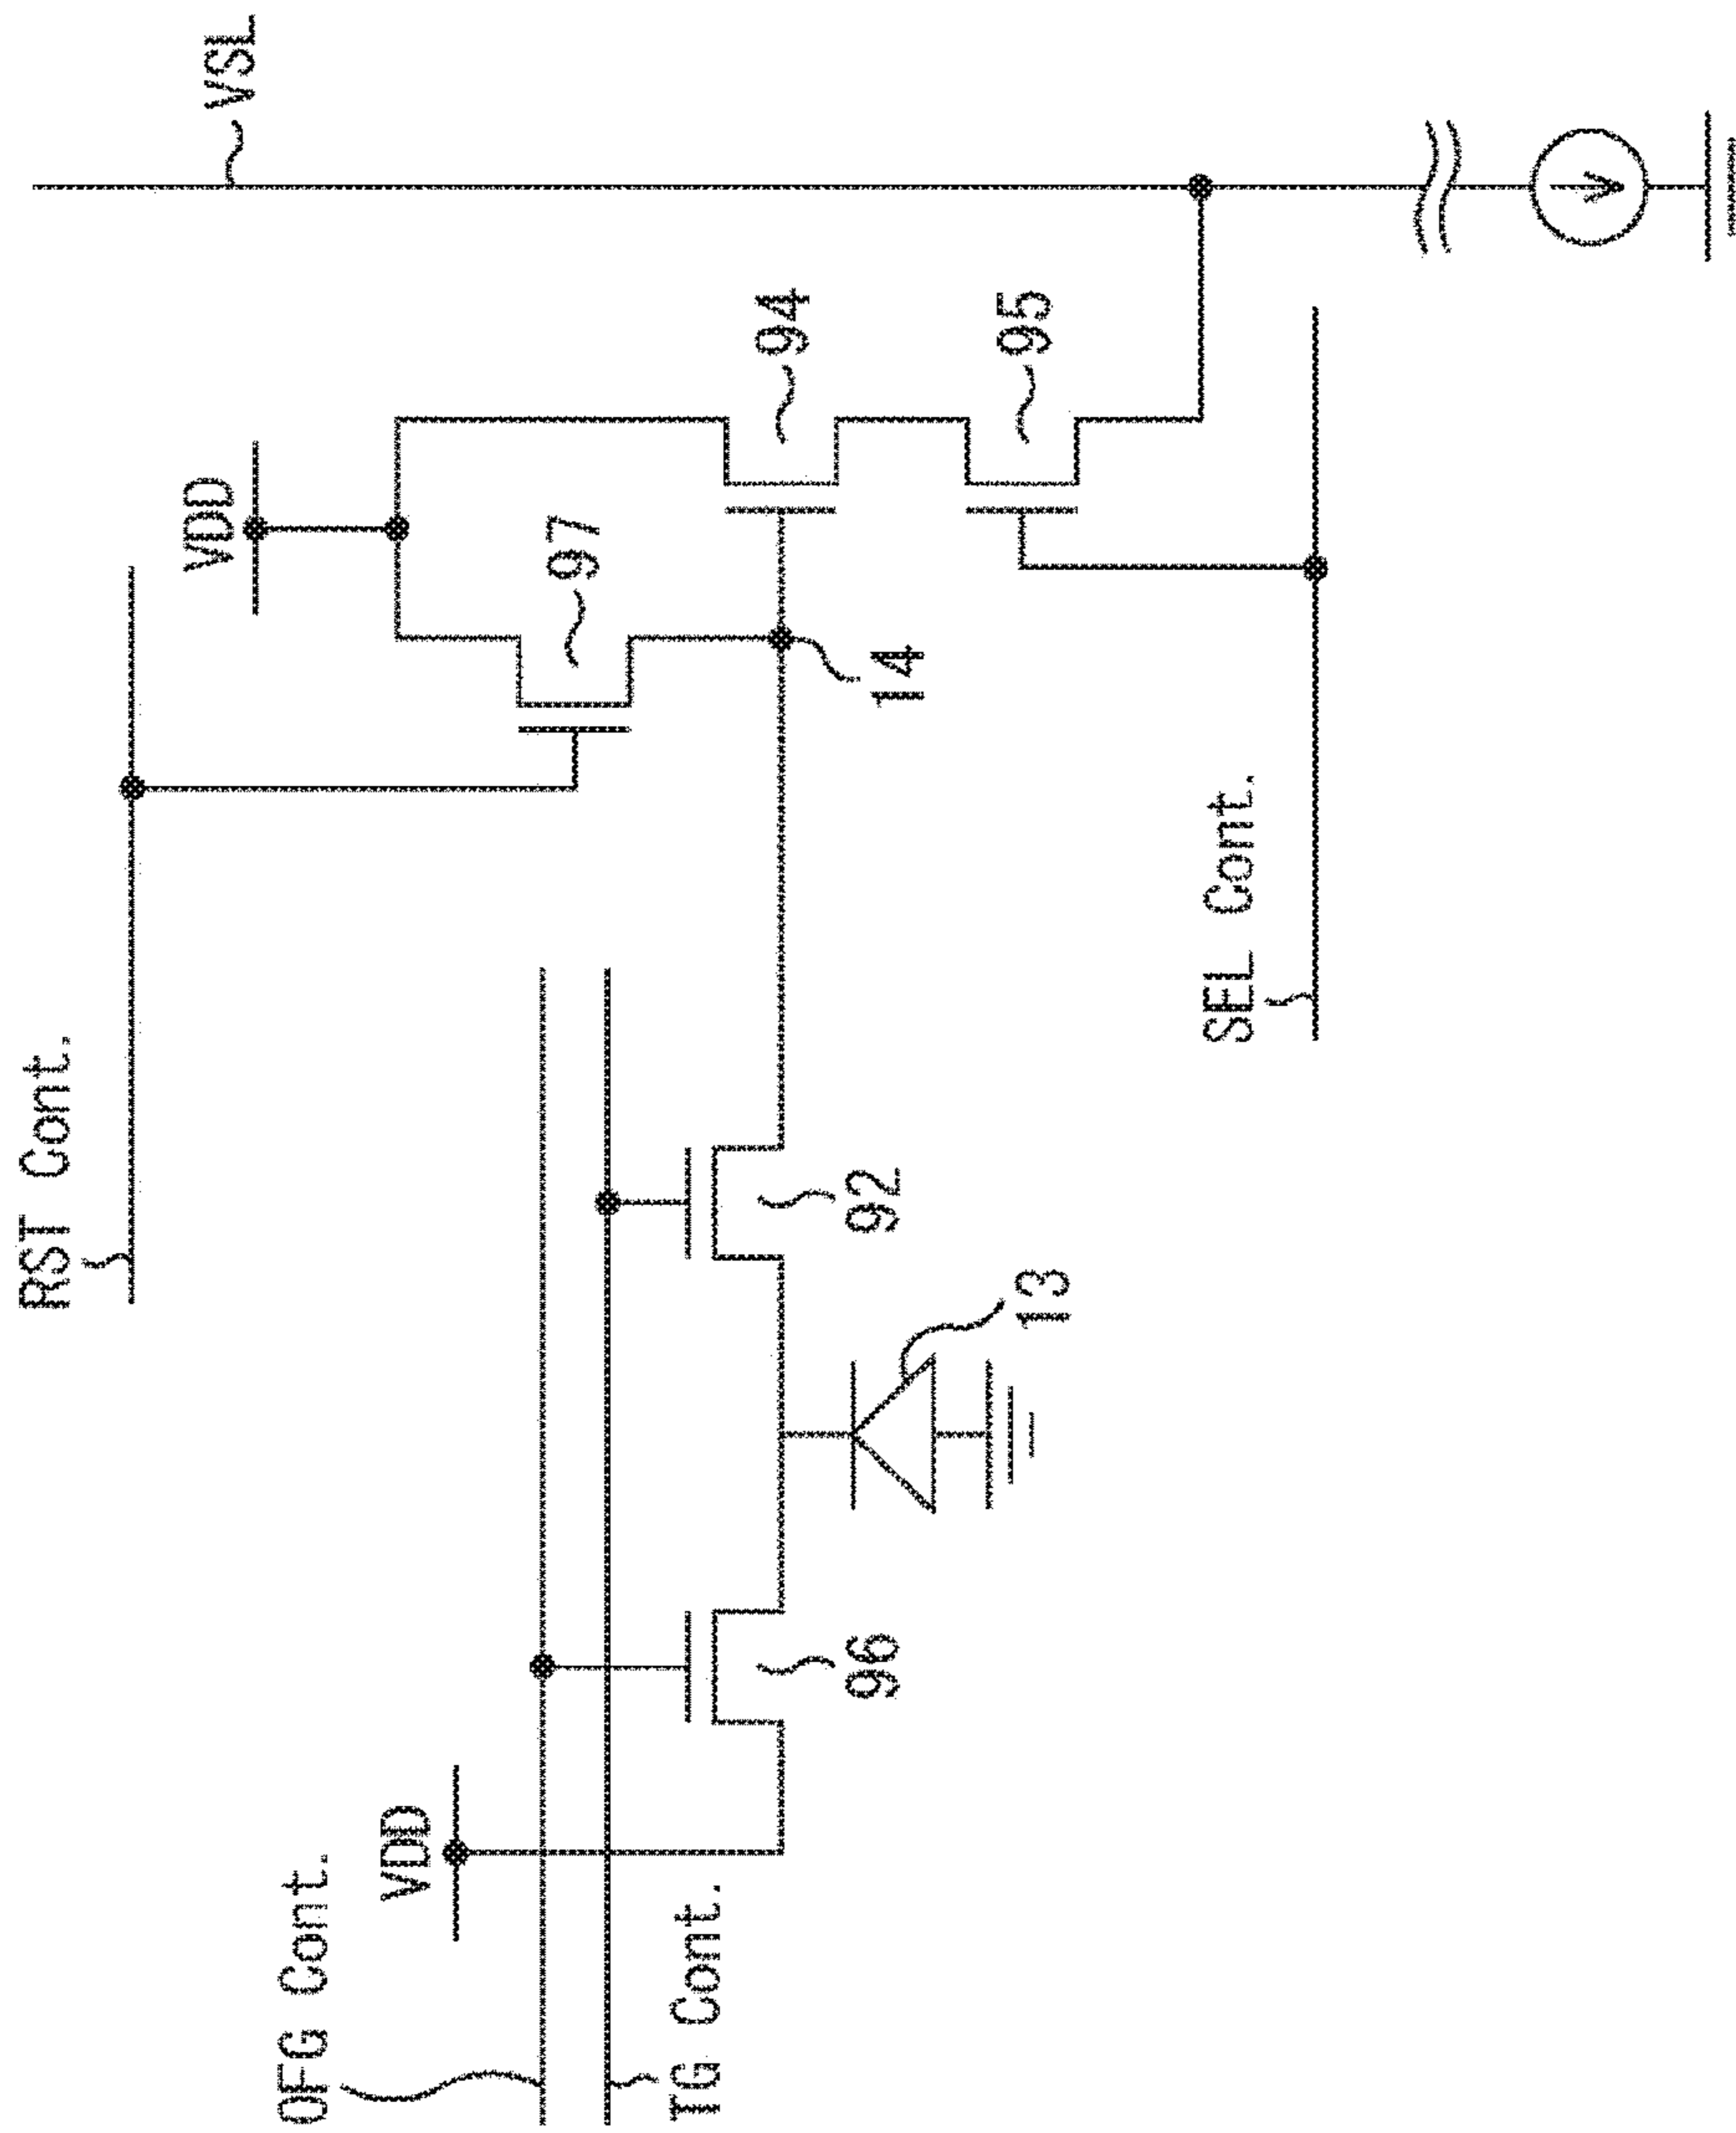 RST Cont.
VSL
VDD
97
94
95
14
SEL Cont.
OFG Cont.
VDD
TG Cont.
96
92
13